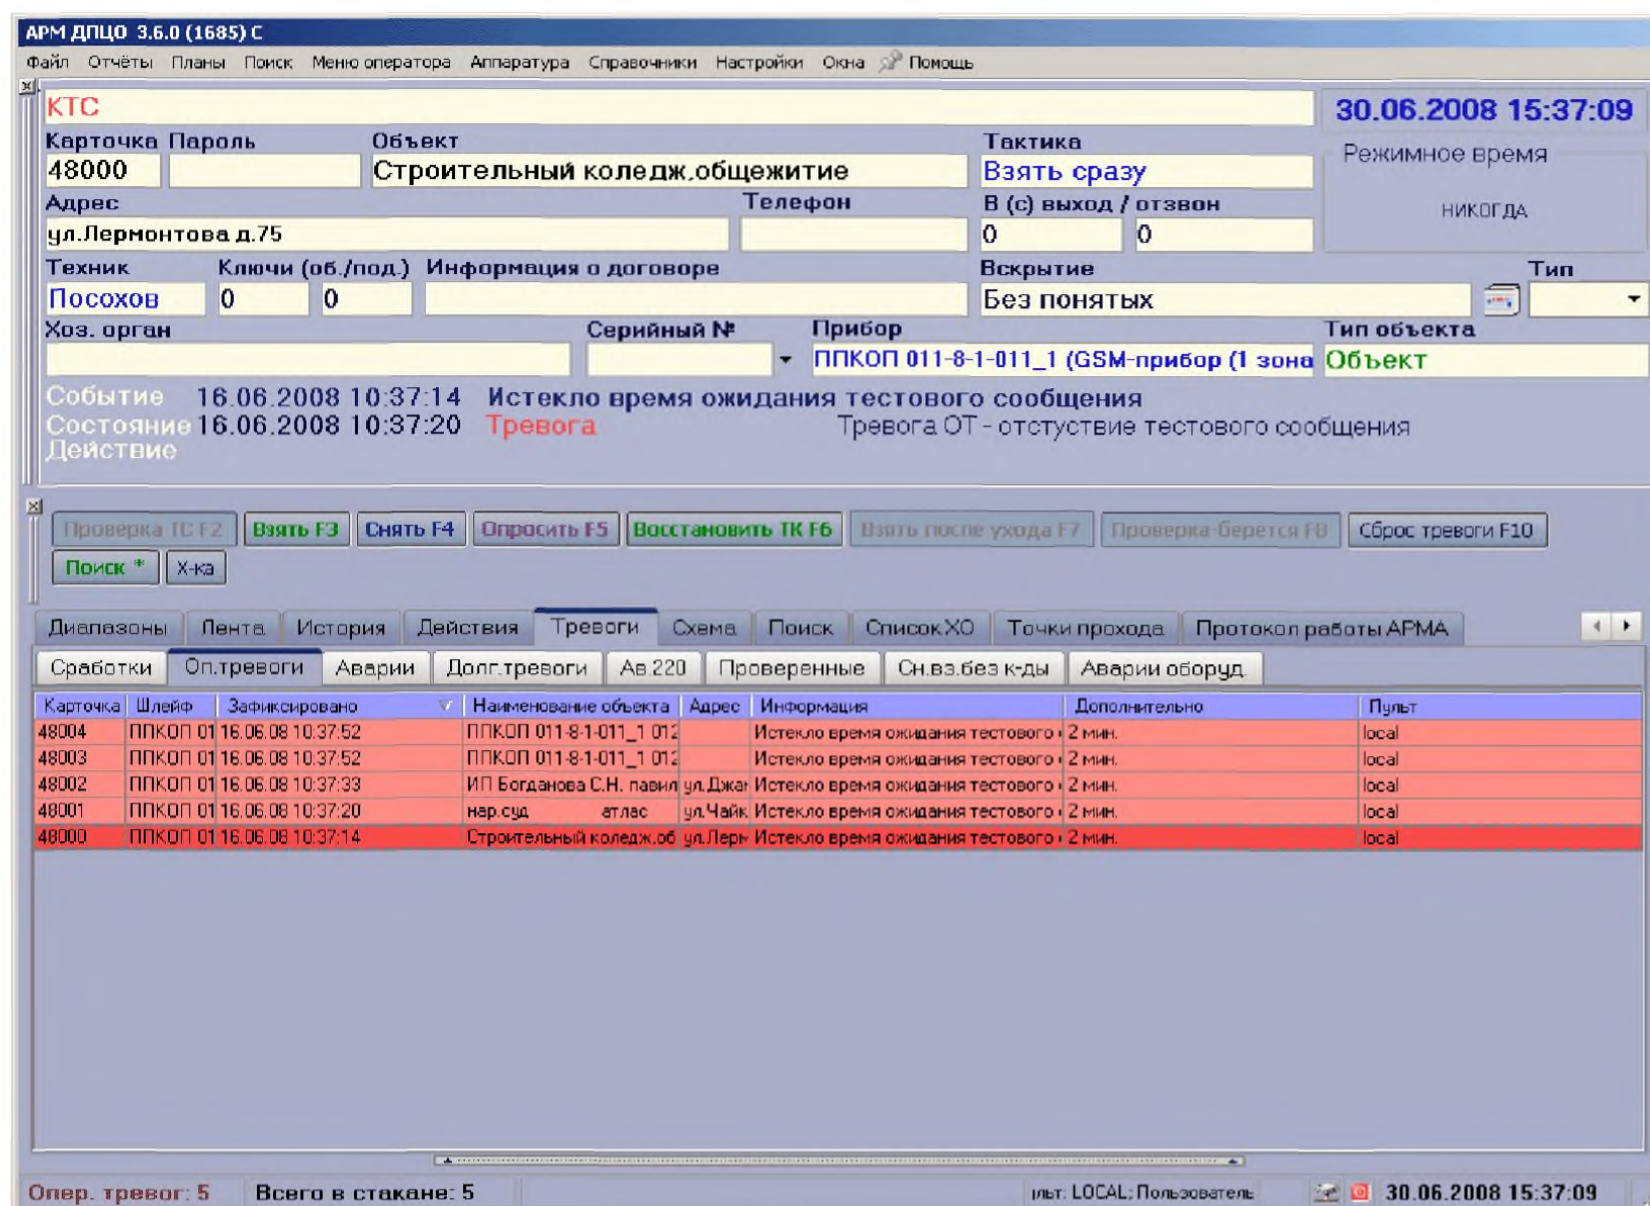 АРМ ДПЦО 3.6.0 (1685) C
Файл Отчёты Планы Поиск Меню оператора Аппаратура Справочники Настройки Окна Помощь
КТС
30.06.2008 15:37:09
Карточка Пароль Объект Тактика
Режимное время
48000 Строительный коледж,общежитие Взять сразу
Адрес Телефон В (с) выход / отзвон
НИКОГДА
ул.Лермонтова д.75 0 0
Техник Ключи (об./под.) Информация о договоре Вскрытие Тип
Посохов 0 0 Без понятых
Хоз. орган Серийный № Прибор Тип объекта
ППКОП 011-8-1-011_1 (GSM-прибор (1 зона Объект
Событие 16.06.2008 10:37:14 Истекло время ожидания тестового сообщения
Состояние 16.06.2008 10:37:20 Тревога Тревога ОТ - отстуствие тестового сообщения
Действие
Проверка ТС F2 Взять F3 Снять F4 Опросить F5 Восстановить ТК F6 Взять после ухода F7 Проверка-берется F8 Сброс тревоги F10
Поиск * Х-ка
Диапазоны Лента История Действия Тревоги Схема Поиск Список ХО Точки прохода Протокол работы АРМА
Сработки Оп.тревоги Аварии Долг.тревоги Ав.220 Проверенные Сн.вз.без к-ды Аварии оборуд.
Карточка Шлейф Зафиксировано Наименование объекта Адрес Информация Дополнительно Пульт
48004 ППКОП 01 16.06.08 10:37:52 ППКОП 011-8-1-011_1 012 Истекло время ожидания тестового 2 мин. local
48003 ППКОП 01 16.06.08 10:37:52 ППКОП 011-8-1-011_1 012 Истекло время ожидания тестового 2 мин. local
48002 ППКОП 01 16.06.08 10:37:33 ИП Богданова С.Н. павил ул.Джан Истекло время ожидания тестового 2 мин. local
48001 ППКОП 01 16.06.08 10:37:20 нар.суд атлас ул.Чайк Истекло время ожидания тестового 2 мин. local
48000 ППКОП 01 16.06.08 10:37:14 Строительный коледж,об ул.Лерм Истекло время ожидания тестового 2 мин. local
Опер. тревог: 5 Всего в стакане: 5 льт: LOCAL; Пользователь 30.06.2008 15:37:09